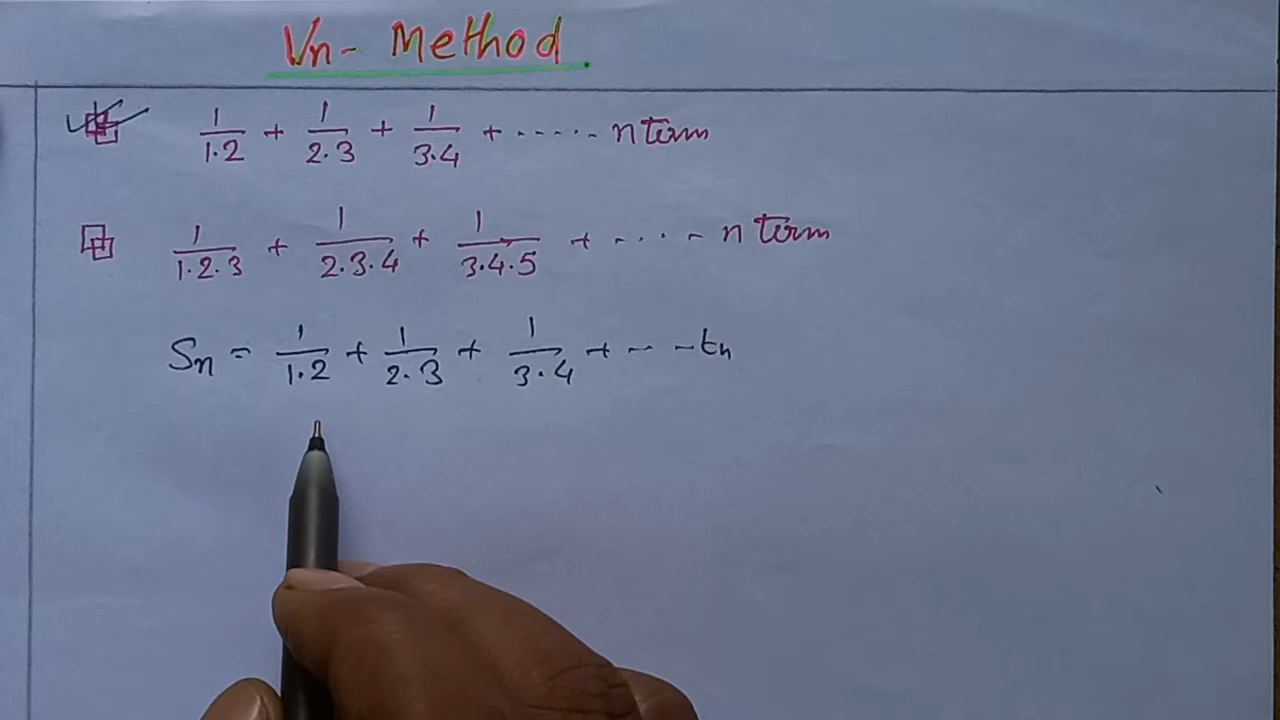 Vn- Method.
1/1.2 + 1/2.3 + 1/3.4 + ..... n term
1/1.2.3 + 1/2.3.4 + 1/3.4.5 + .... n term
Sn = 1/1.2 + 1/2.3 + 1/3.4 + - - - tn